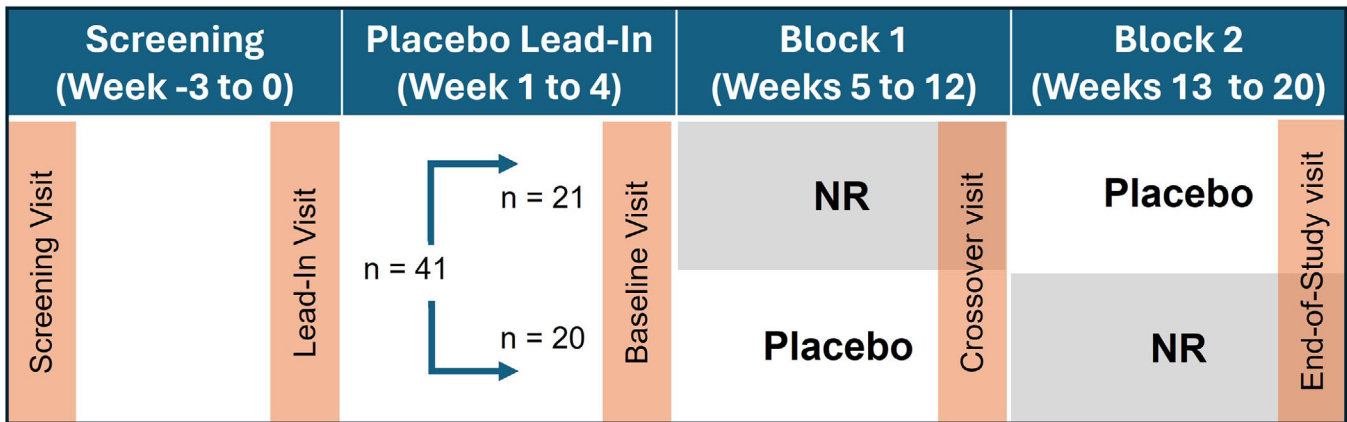 Screening
(Week -3 to 0)
Placebo Lead-In
(Week 1 to 4)
Block 1
(Weeks 5 to 12)
Block 2
(Weeks 13 to 20)
Screening Visit
Lead-In Visit
n = 41
n = 21
n = 20
Baseline Visit
NR
Placebo
Crossover visit
Placebo
NR
End-of-Study visit